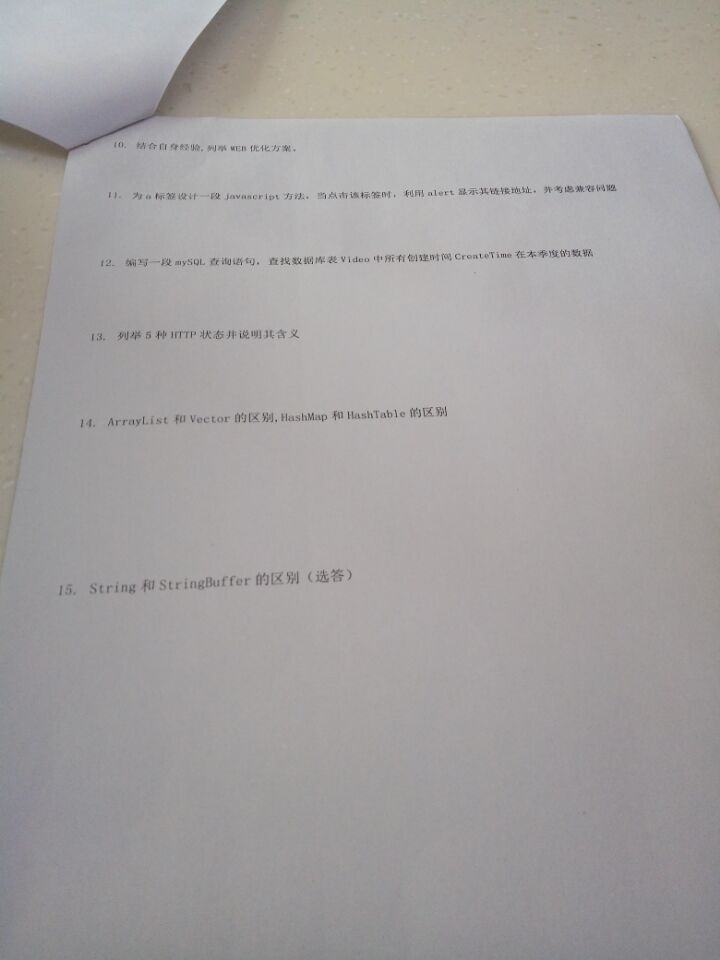 10. 结合自身经验,列举 WEB 优化方案。
11. 为 a 标签设计一段 javascript 方法，当点击该标签时，利用 alert 显示其链接地址，并考虑兼容问题
12. 编写一段 mySQL 查询语句，查找数据库表 Video 中所有创建时间 CreateTime 在本季度的数据
13. 列举 5 种 HTTP 状态并说明其含义
14. ArrayList 和 Vector 的区别,HashMap 和 HashTable 的区别
15. String 和 StringBuffer 的区别（选答）